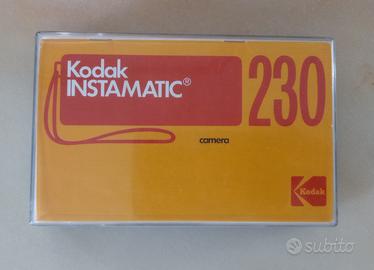 Kodak
INSTAMATIC®
230
camera
Kodak
subito